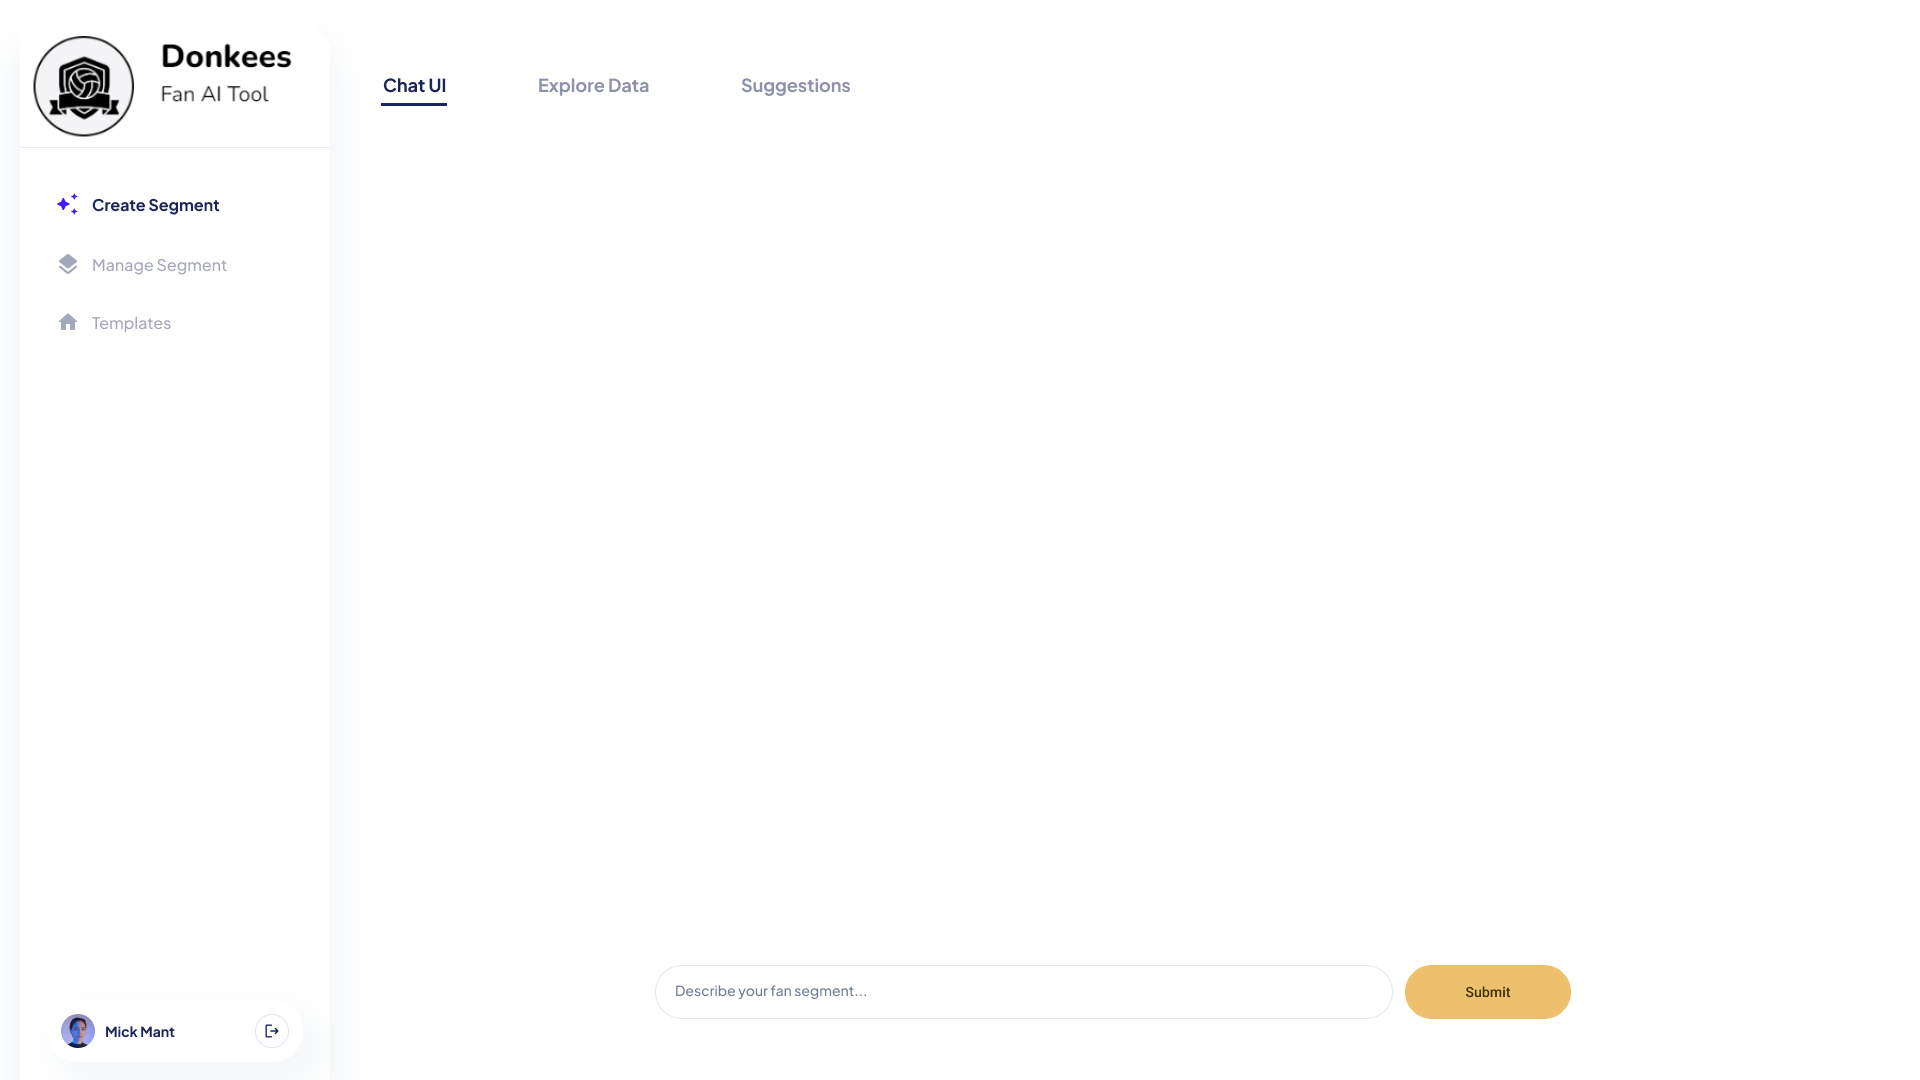 Donkees
Fan AI Tool
Chat UI
Explore Data
Suggestions
Create Segment
Manage Segment
Templates
Describe your fan segment...
Submit
Mick Mant